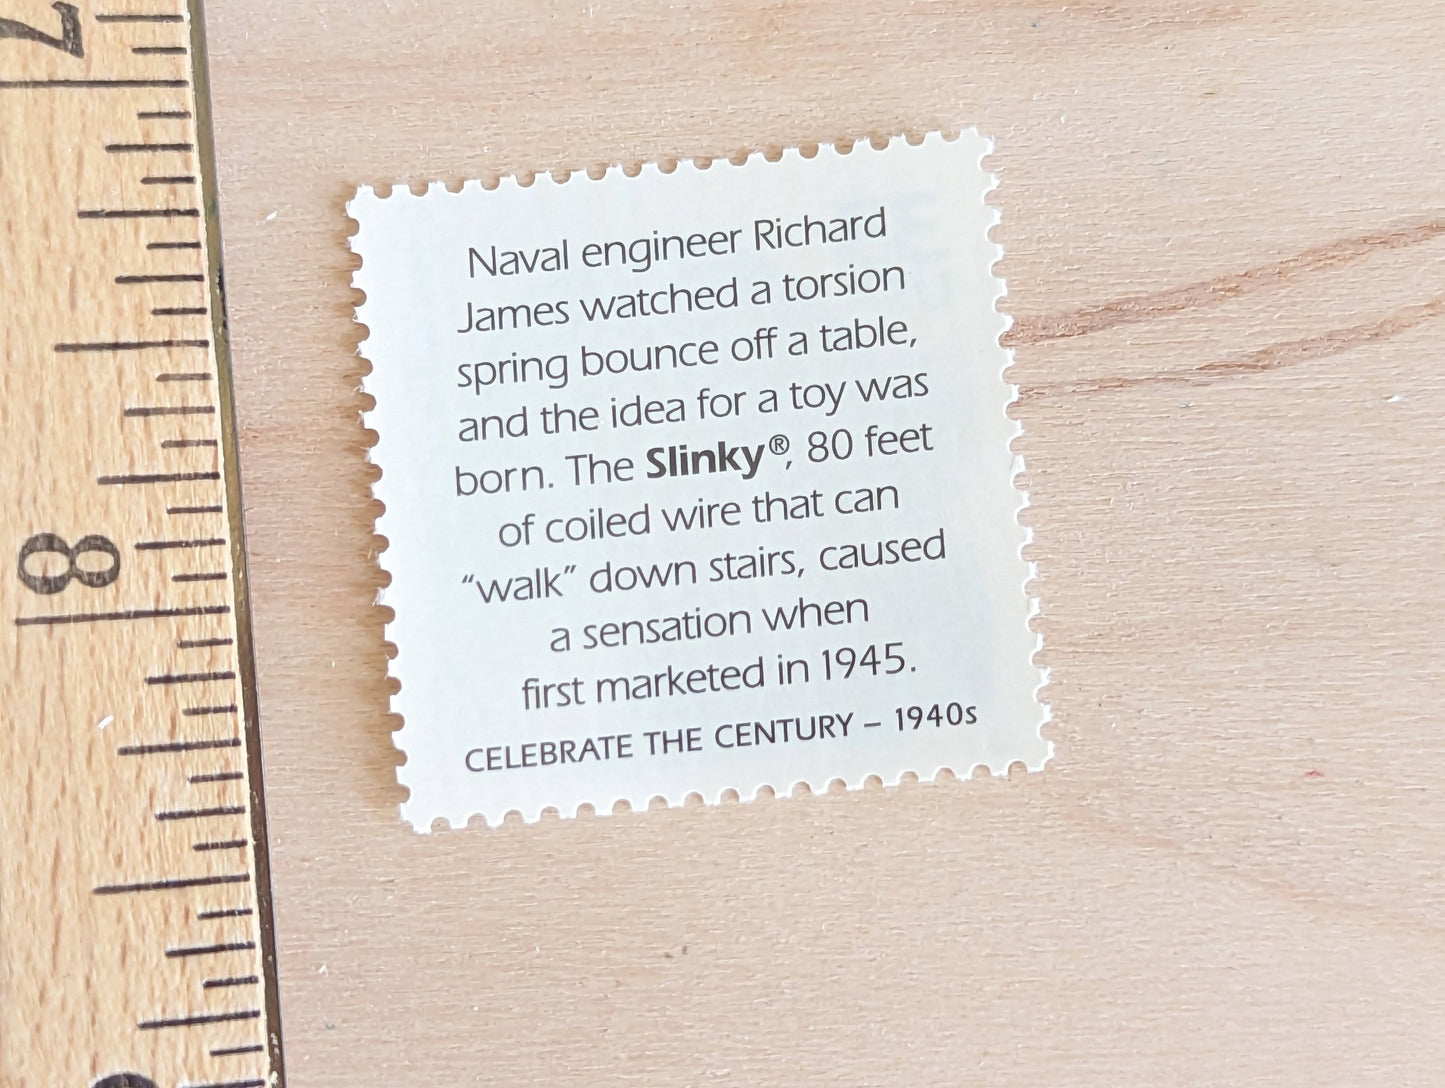 7
8
Naval engineer Richard
James watched a torsion
spring bounce off a table,
and the idea for a toy was
born. The Slinky®, 80 feet
of coiled wire that can
“walk” down stairs, caused
a sensation when
first marketed in 1945.
CELEBRATE THE CENTURY – 1940s